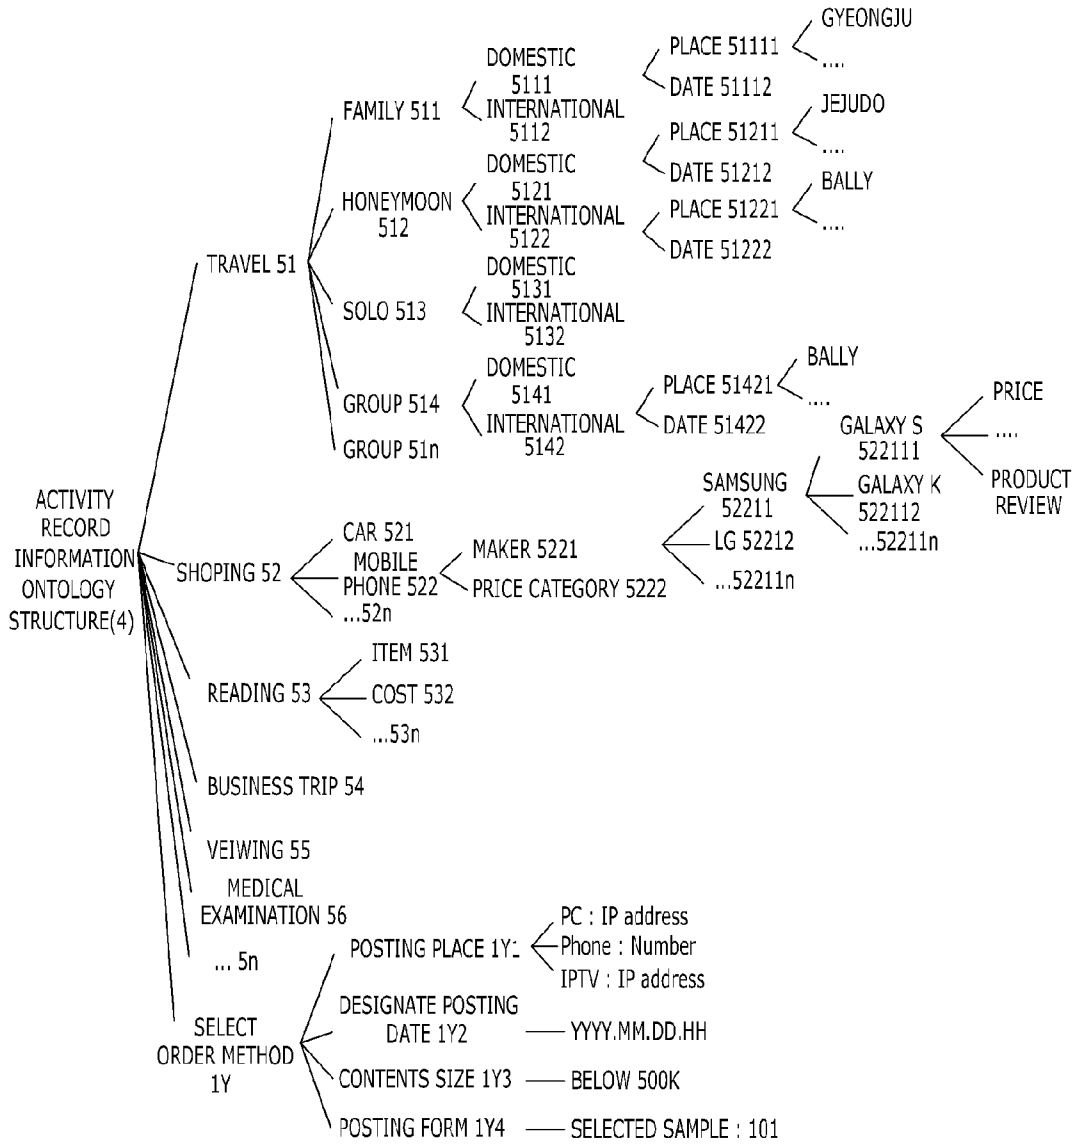 ACTIVITY
RECORD
INFORMATION
ONTOLOGY
STRUCTURE(4)
TRAVEL 51
FAMILY 511
DOMESTIC
5111
INTERNATIONAL
5112
PLACE 51111
GYEONGJU
....
DATE 51112
HONEYMOON
512
DOMESTIC
5121
INTERNATIONAL
5122
PLACE 51211
JEJUDO
....
DATE 51212
PLACE 51221
BALLY
....
DATE 51222
SOLO 513
DOMESTIC
5131
INTERNATIONAL
5132
GROUP 514
DOMESTIC
5141
INTERNATIONAL
5142
PLACE 51421
BALLY
....
DATE 51422
GROUP 51n
SHOPING 52
CAR 521
MOBILE
PHONE 522
...52n
MAKER 5221
PRICE CATEGORY 5222
SAMSUNG
52211
LG 52212
...52211n
GALAXY S
522111
GALAXY K
522112
...52211n
PRICE
....
PRODUCT
REVIEW
READING 53
ITEM 531
COST 532
...53n
BUSINESS TRIP 54
VEIWING 55
MEDICAL
EXAMINATION 56
... 5n
SELECT
ORDER METHOD
1Y
POSTING PLACE 1Y1
PC : IP address
Phone : Number
IPTV : IP address
DESIGNATE POSTING
DATE 1Y2
YYYY.MM.DD.HH
CONTENTS SIZE 1Y3
BELOW 500K
POSTING FORM 1Y4
SELECTED SAMPLE : 101